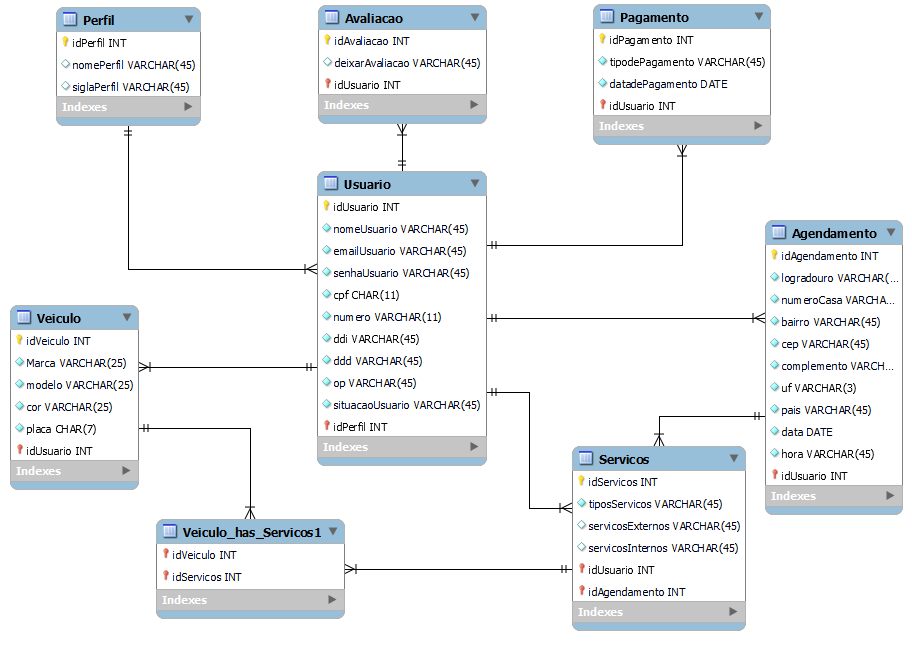 Perfil
idPerfil INT
nomePerfil VARCHAR(45)
siglaPerfil VARCHAR(45)
Indexes
Avaliacao
idAvaliacao INT
deixarAvaliacao VARCHAR(45)
idUsuario INT
Indexes
Pagamento
idPagamento INT
tipodePagamento VARCHAR(45)
datadePagamento DATE
idUsuario INT
Indexes
Usuario
idUsuario INT
nomeUsuario VARCHAR(45)
emailUsuario VARCHAR(45)
senhaUsuario VARCHAR(45)
cpf CHAR(11)
numero VARCHAR(11)
ddi VARCHAR(45)
ddd VARCHAR(45)
op VARCHAR(45)
situacaoUsuario VARCHAR(45)
idPerfil INT
Indexes
Agendamento
idAgendamento INT
logradouro VARCHAR(...
numeroCasa VARCHA...
bairro VARCHAR(45)
cep VARCHAR(45)
complemento VARCH...
uf VARCHAR(3)
pais VARCHAR(45)
data DATE
hora VARCHAR(45)
idUsuario INT
Indexes
Veiculo
idVeiculo INT
Marca VARCHAR(25)
modelo VARCHAR(25)
cor VARCHAR(25)
placa CHAR(7)
idUsuario INT
Indexes
Servicos
idServicos INT
tiposServicos VARCHAR(45)
servicosExternos VARCHAR(45)
servicosInternos VARCHAR(45)
idUsuario INT
idAgendamento INT
Indexes
Veiculo_has_Servicos1
idVeiculo INT
idServicos INT
Indexes